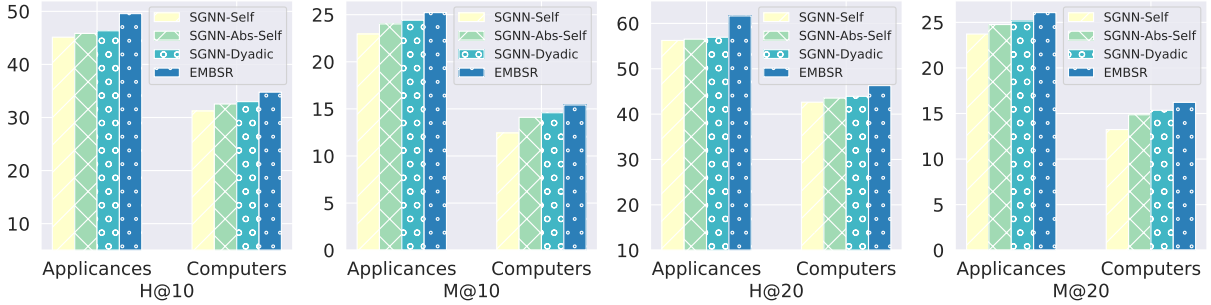 50
40
30
20
10
SGNN-Self
SGNN-Abs-Self
SGNN-Dyadic
EMBSR
Applicances Computers
H@10
25
20
15
10
5
0
SGNN-Self
SGNN-Abs-Self
SGNN-Dyadic
EMBSR
Applicances Computers
M@10
60
50
40
30
20
10
SGNN-Self
SGNN-Abs-Self
SGNN-Dyadic
EMBSR
Applicances Computers
H@20
25
20
15
10
5
0
SGNN-Self
SGNN-Abs-Self
SGNN-Dyadic
EMBSR
Applicances Computers
M@20